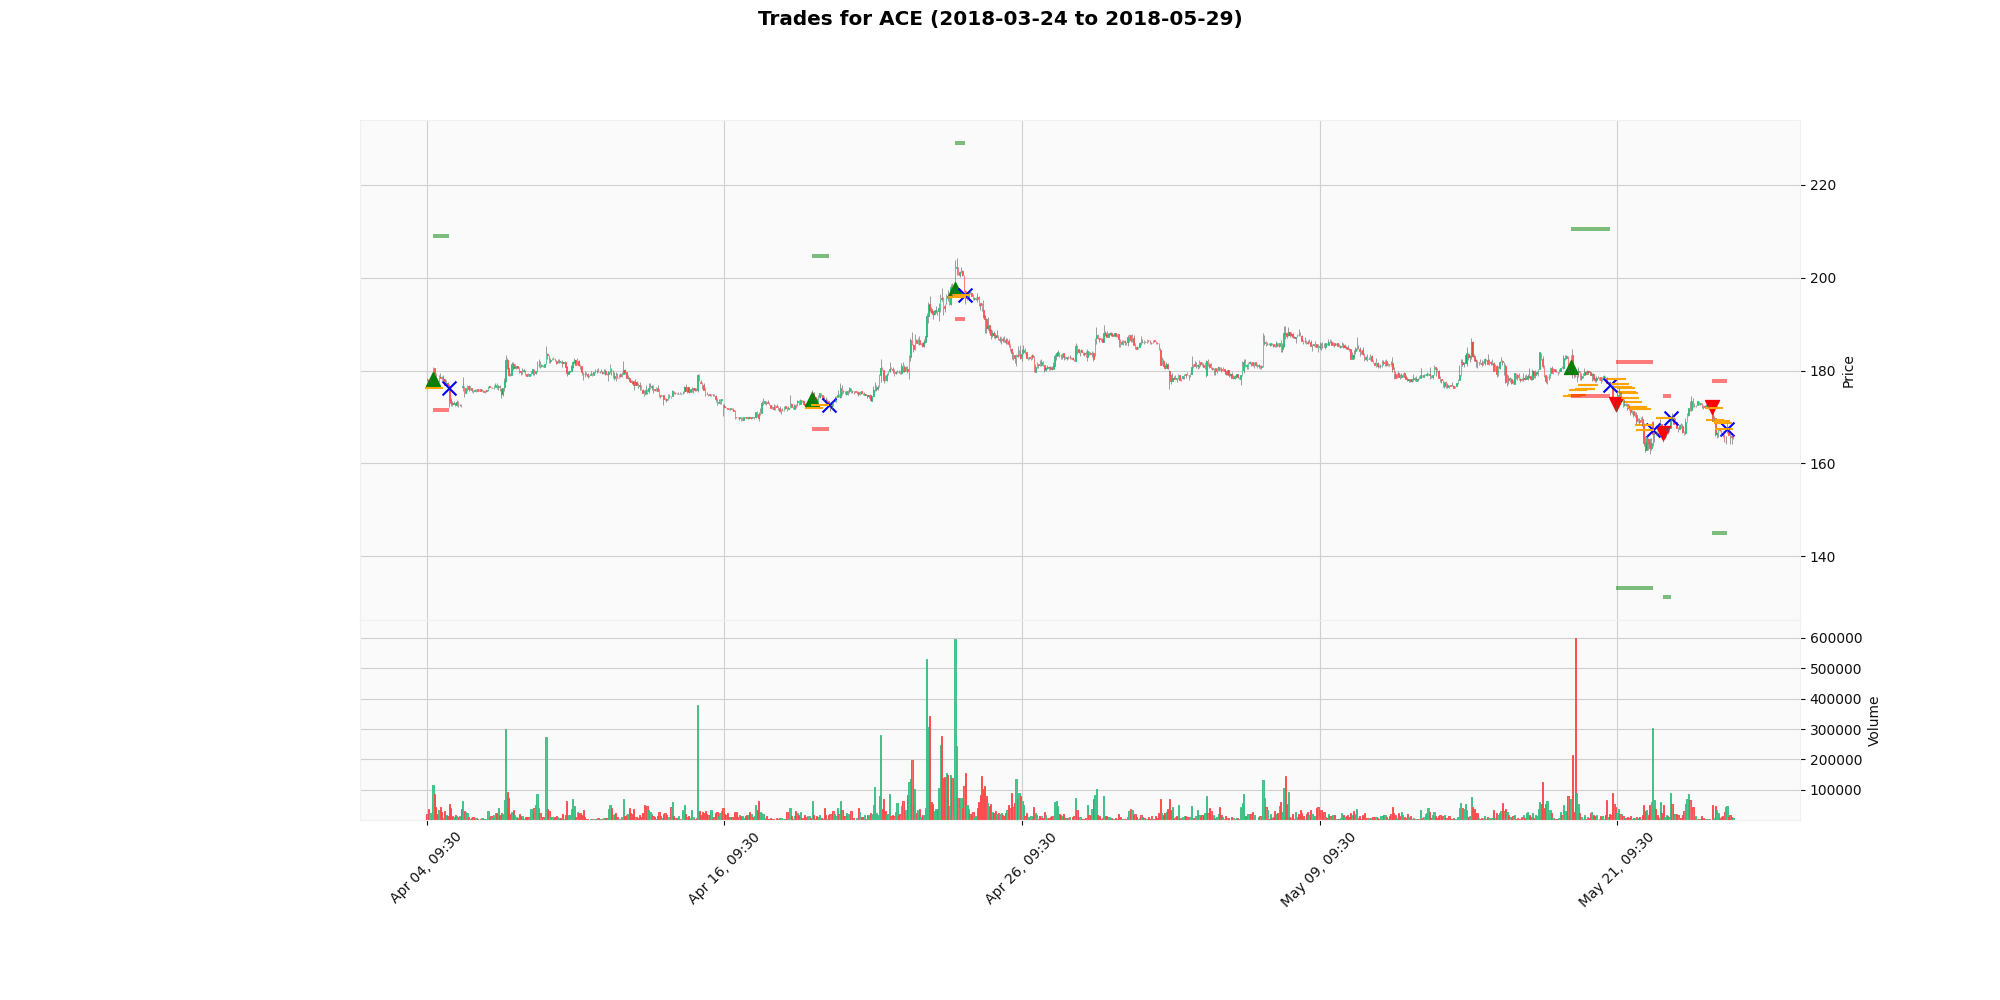 Trades for ACE (2018-03-24 to 2018-05-29)
220
200
180
160
140
Price
600000
500000
400000
300000
200000
100000
Volume
Apr 04, 09:30
Apr 16, 09:30
Apr 26, 09:30
May 09, 09:30
May 21, 09:30